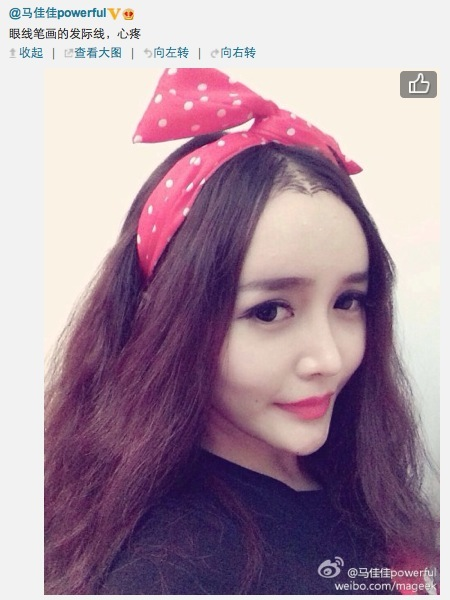 @马佳佳powerful
眼线笔画的发际线，心疼
收起 | 查看大图 | 向左转 | 向右转
@马佳佳powerful
weibo.com/mageek